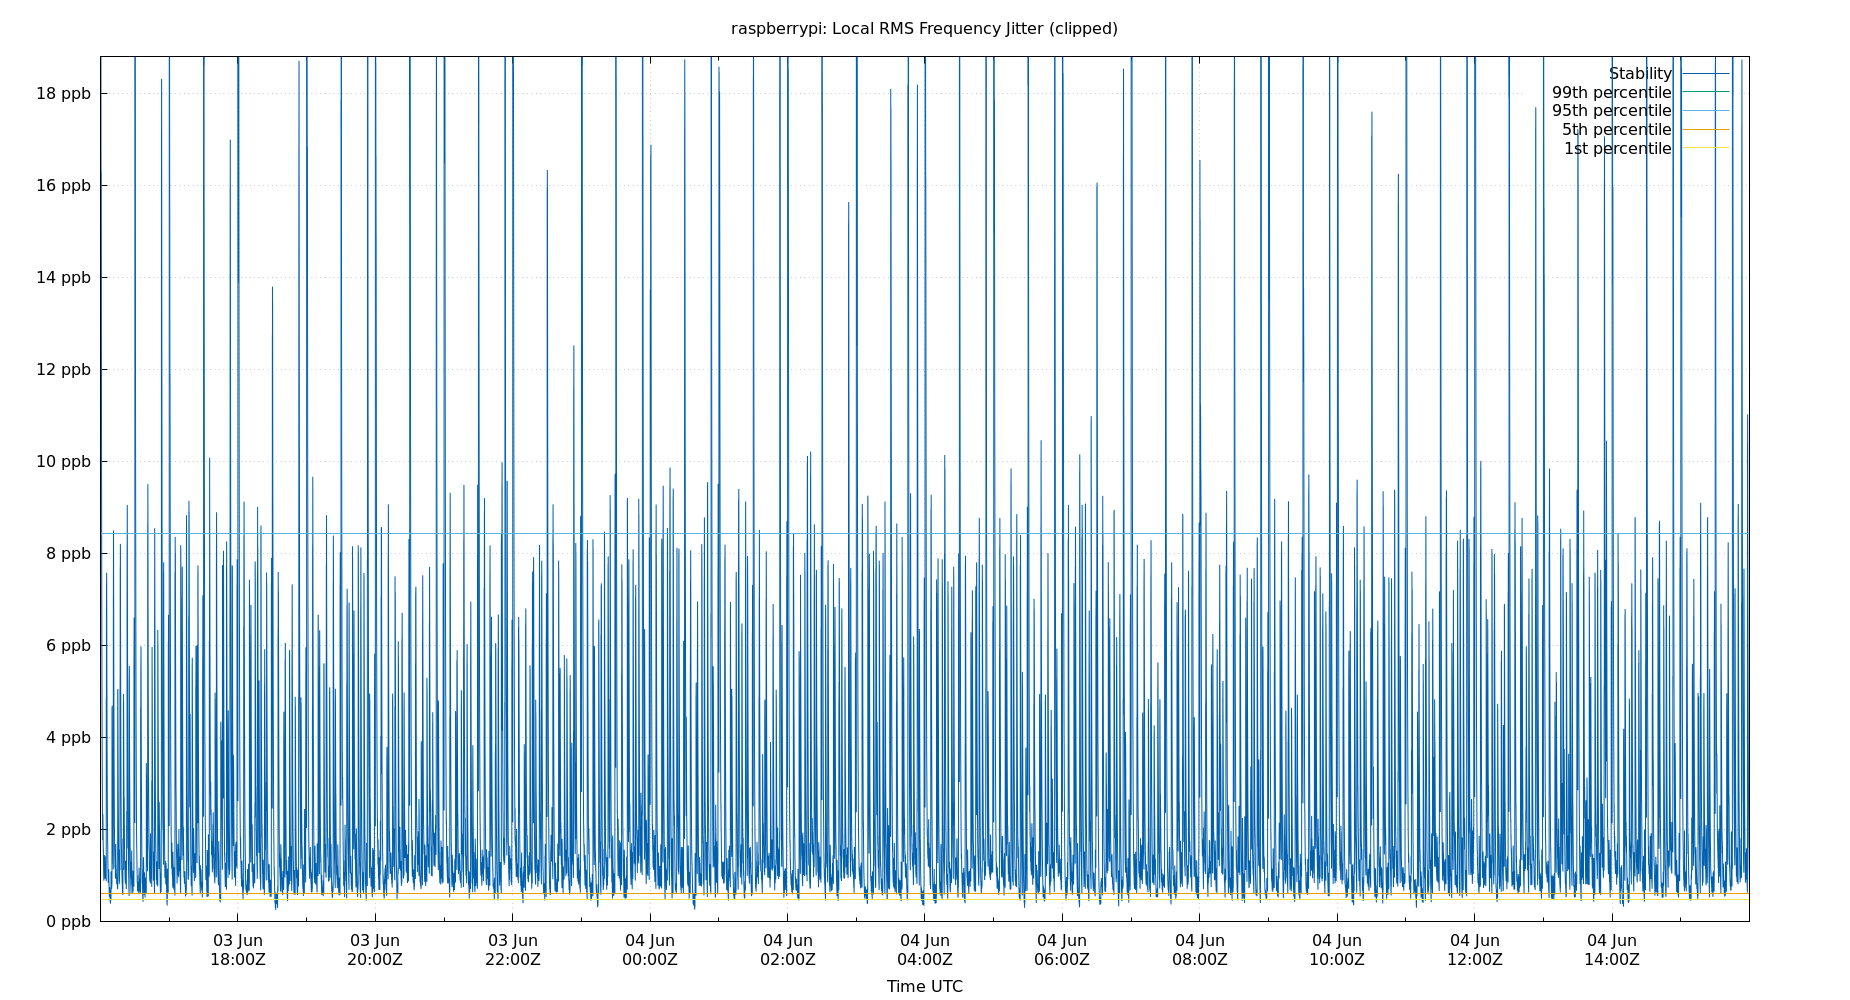 raspberrypi: Local RMS Frequency Jitter (clipped)
Stability
99th percentile
95th percentile
5th percentile
1st percentile
18 ppb
16 ppb
14 ppb
12 ppb
10 ppb
8 ppb
6 ppb
4 ppb
2 ppb
0 ppb
03 Jun 03 Jun 03 Jun 04 Jun 04 Jun 04 Jun 04 Jun 04 Jun 04 Jun 04 Jun 04 Jun
18:00Z 20:00Z 22:00Z 00:00Z 02:00Z 04:00Z 06:00Z 08:00Z 10:00Z 12:00Z 14:00Z
Time UTC